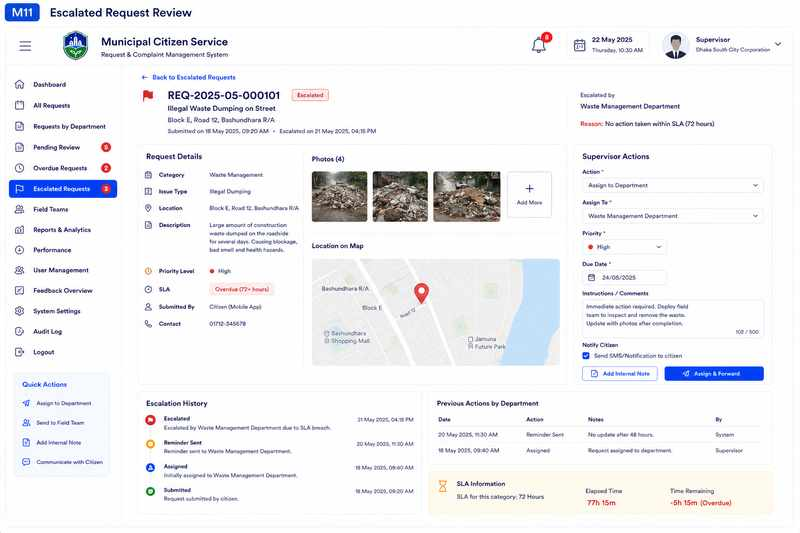 M11
Escalated Request Review
Municipal Citizen Service
Request & Complaint Management System
8
22 May 2025
Thursday, 10:30 AM
Supervisor
Dhaka South City Corporation
Dashboard
All Requests
Requests by Department
Pending Review
5
Overdue Requests
2
Escalated Requests
3
Field Teams
Reports & Analytics
Performance
User Management
Feedback Overview
System Settings
Audit Log
Logout
Quick Actions
Assign to Department
Send to Field Team
Add Internal Note
Communicate with Citizen
← Back to Escalated Requests
REQ-2025-05-000101
Escalated
Illegal Waste Dumping on Street
Block E, Road 12, Bashundhara R/A
Submitted on 18 May 2025, 09:20 AM • Escalated on 21 May 2025, 04:15 PM
Escalated by
Waste Management Department
Reason: No action taken within SLA (72 hours)
Request Details
Category Waste Management
Issue Type Illegal Dumping
Location Block E, Road 12, Bashundhara R/A
Description Large amount of construction
waste dumped on the roadside
for several days. Causing blockage,
bad smell and health hazards.
Priority Level High
SLA Overdue (72+ hours)
Submitted By Citizen (Mobile App)
Contact 01712-345678
Photos (4)
+
Add More
Location on Map
Bashundhara R/A
Block E
Road 12
Bashundhara
Shopping Mall
Jamuna
Future Park
Supervisor Actions
Action *
Assign to Department
Assign To *
Waste Management Department
Priority *
High
Due Date *
24/05/2025
Instructions / Comments
Immediate action required. Deploy field
team to inspect and remove the waste.
Update with photos after completion.
102 / 500
Notify Citizen
Send SMS/Notification to citizen
Add Internal Note
Assign & Forward
Escalation History
Escalated 21 May 2025, 04:15 PM
Escalated by Waste Management Department due to SLA breach.
Reminder Sent 20 May 2025, 11:30 AM
Reminder sent to Waste Management Department.
Assigned 18 May 2025, 09:40 AM
Initially assigned to Waste Management Department.
Submitted 18 May 2025, 09:20 AM
Request submitted by citizen.
Previous Actions by Department
Date Action Notes By
20 May 2025, 11:30 AM Reminder Sent No update after 48 hours. System
18 May 2025, 09:40 AM Assigned Request assigned to department. Supervisor
SLA Information
SLA for this category: 72 Hours
Elapsed Time
77h 15m
Time Remaining
-5h 15m (Overdue)